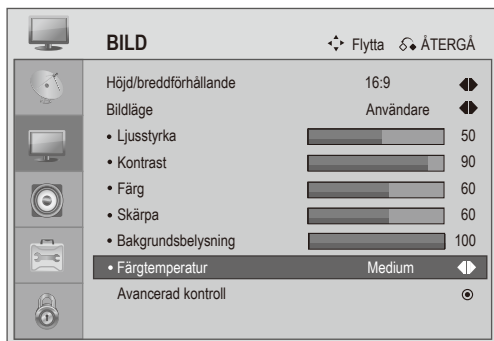 BILD Flytta ÅTERGÅ
Höjd/breddförhållande 16:9
Bildläge Användare
• Ljusstyrka 50
• Kontrast 90
• Färg 60
• Skärpa 60
• Bakgrundsbelysning 100
• Färgtemperatur Medium
Avancerad kontroll